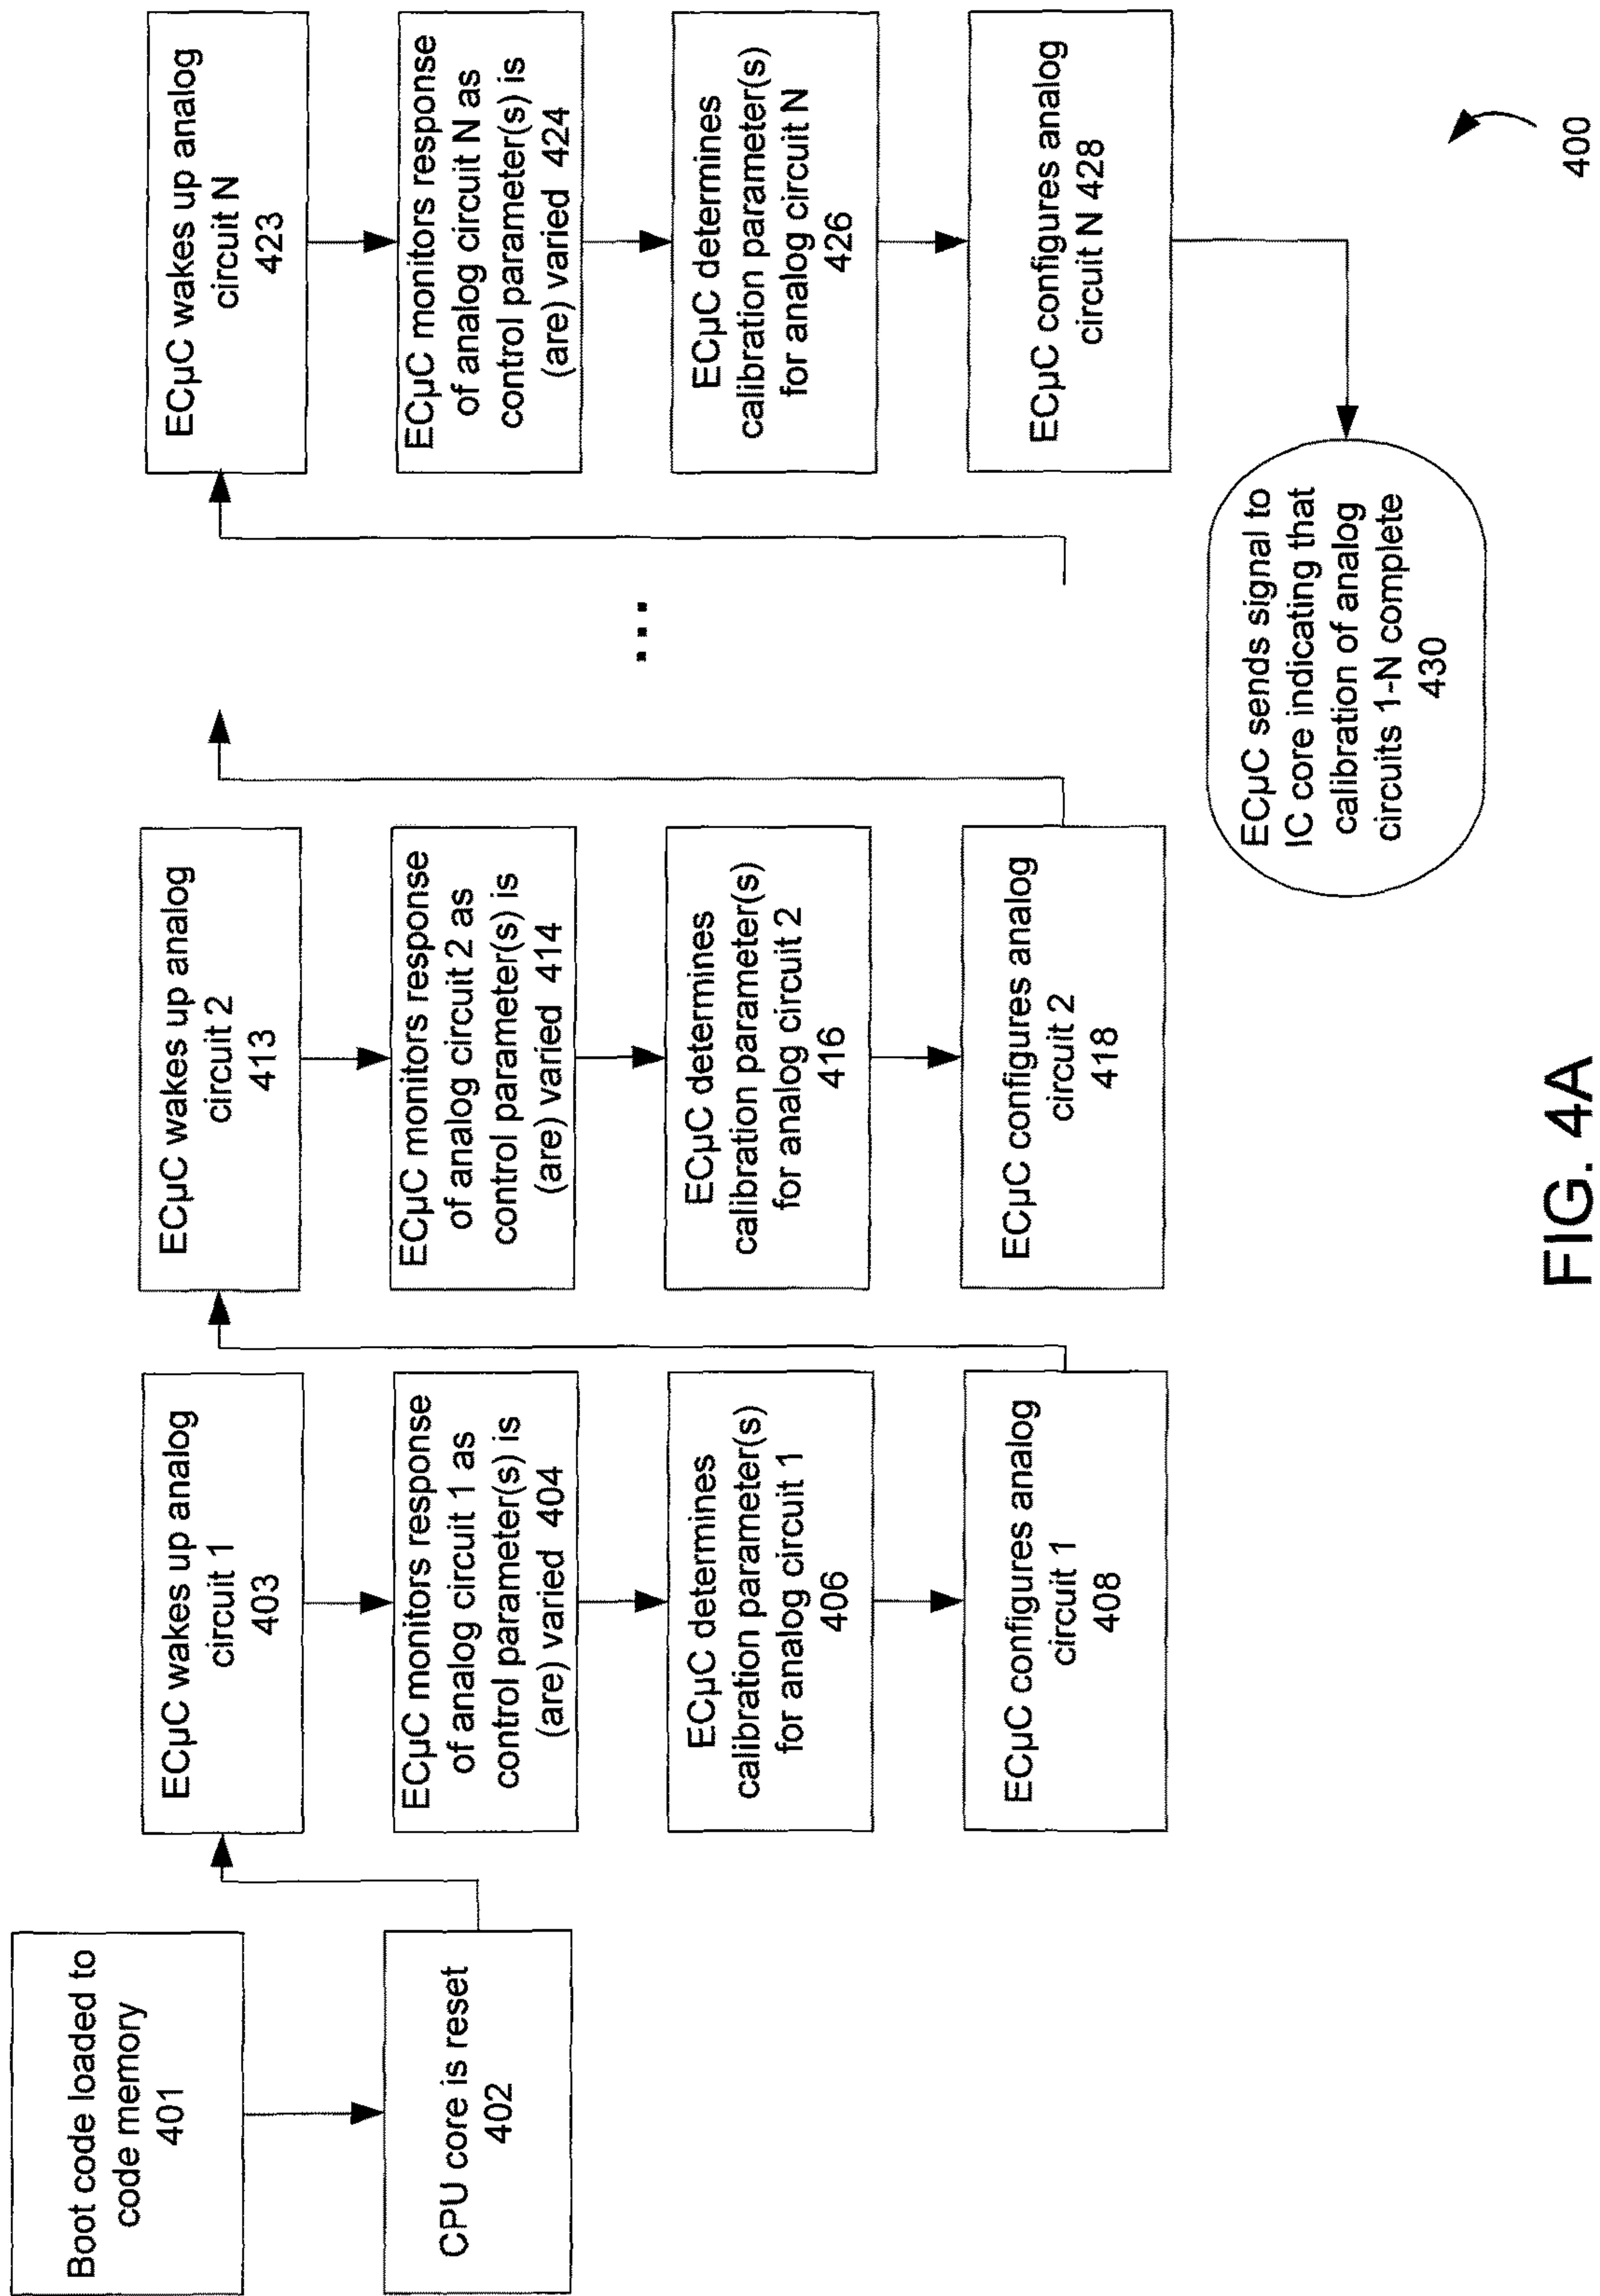 Boot code loaded to
code memory
401
CPU core is reset
402
ECµC wakes up analog
circuit 1
403
ECµC monitors response
of analog circuit 1 as
control parameter(s) is
(are) varied 404
ECµC determines
calibration parameter(s)
for analog circuit 1
406
ECµC configures analog
circuit 1
408
ECµC wakes up analog
circuit 2
413
ECµC monitors response
of analog circuit 2 as
control parameter(s) is
(are) varied 414
ECµC determines
calibration parameter(s)
for analog circuit 2
416
ECµC configures analog
circuit 2
418
...
ECµC wakes up analog
circuit N
423
ECµC monitors response
of analog circuit N as
control parameter(s) is
(are) varied 424
ECµC determines
calibration parameter(s)
for analog circuit N
426
ECµC configures analog
circuit N 428
ECµC sends signal to
IC core indicating that
calibration of analog
circuits 1-N complete
430
400
FIG. 4A